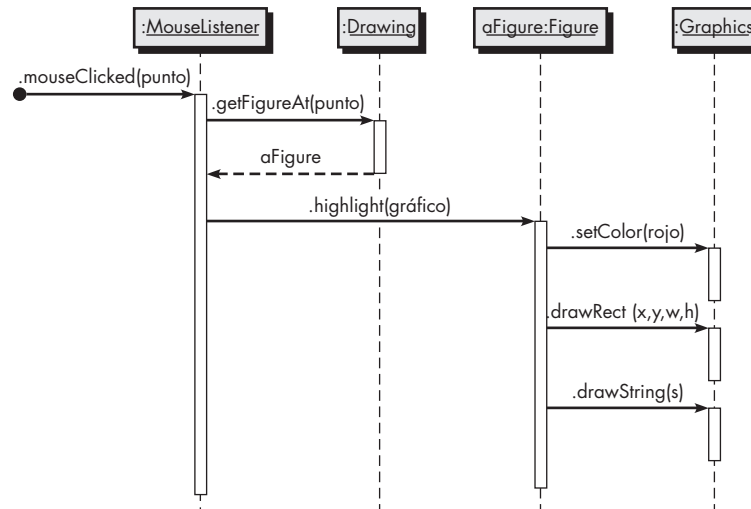 :MouseListener
:Drawing
aFigure:Figure
:Graphics
.mouseClicked(punto)
.getFigureAt(punto)
aFigure
.highlight(gráfico)
.setColor(rojo)
.drawRect (x,y,w,h)
.drawString(s)